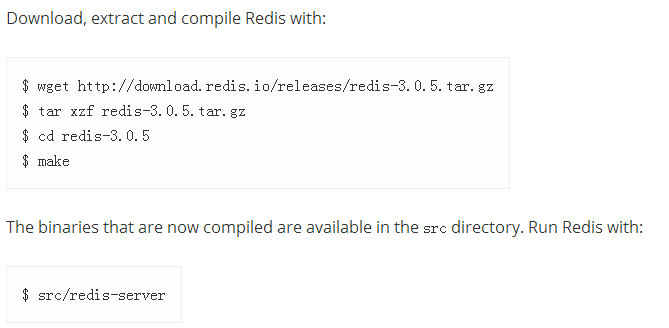 Download, extract and compile Redis with:
$ wget http://download.redis.io/releases/redis-3.0.5.tar.gz
$ tar xzf redis-3.0.5.tar.gz
$ cd redis-3.0.5
$ make
The binaries that are now compiled are available in the src directory. Run Redis with:
$ src/redis-server